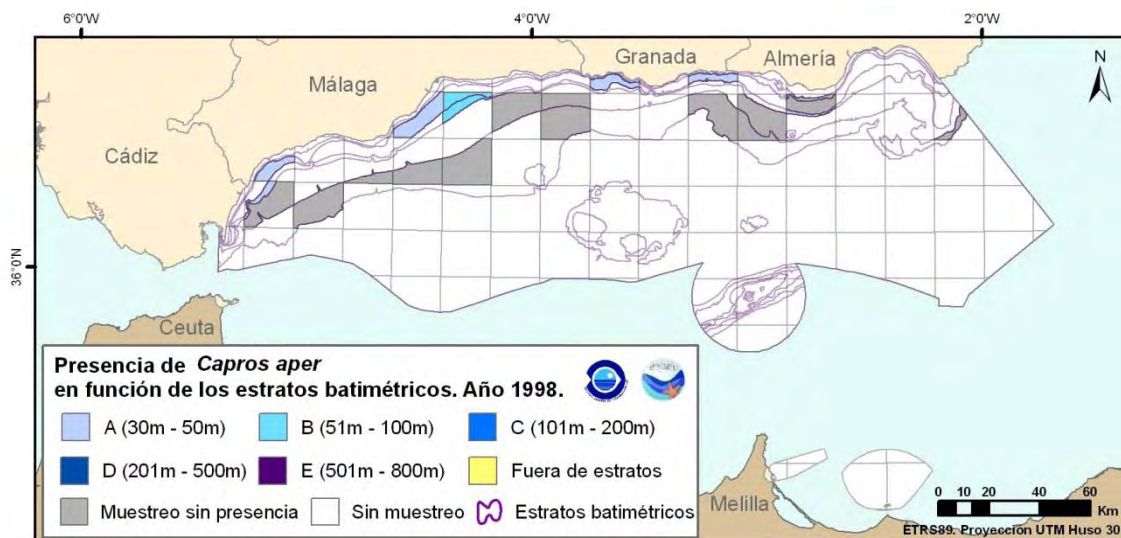 6°0'W 4°0'W 2°0'W
Granada Almería
N
Málaga
Cádiz
36°0'N
Ceuta
Presencia de Capros aper
en función de los estratos batimétricos. Año 1998.
A (30m - 50m) B (51m - 100m) C (101m - 200m)
D (201m - 500m) E (501m - 800m) Fuera de estratos
Muestreo sin presencia Sin muestreo Estratos batimétricos
Melilla
0 10 20 40 60
Km
ETRS89. Proyección UTM Huso 30